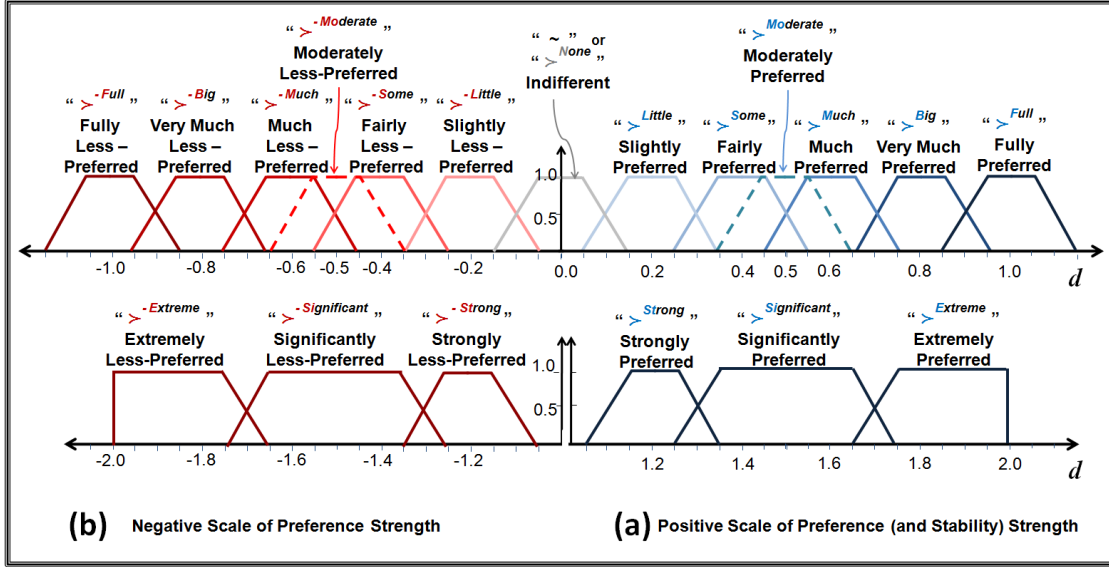 “ ≻ - Moderate ”
Moderately
Less-Preferred
“ ~ ” or
“ ≻ None ”
Indifferent
“ ≻ Moderate ”
Moderately
Preferred
“ ≻ - Full ”
Fully
Less –
Preferred
“ ≻ - Big ”
Very Much
Less –
Preferred
“ ≻ - Much ”
Much
Less –
Preferred
“ ≻ - Some ”
Fairly
Less –
Preferred
“ ≻ - Little ”
Slightly
Less –
Preferred
“ ≻ Little ”
Slightly
Preferred
“ ≻ Some ”
Fairly
Preferred
“ ≻ Much ”
Much
Preferred
“ ≻ Big ”
Very Much
Preferred
“ ≻ Full ”
Fully
Preferred
1.0
0.5
-1.0 -0.8 -0.6 -0.5 -0.4 -0.2 0.0 0.2 0.4 0.5 0.6 0.8 1.0 d
“ ≻ - Extreme ”
Extremely
Less-Preferred
“ ≻ - Significant ”
Significantly
Less-Preferred
“ ≻ - Strong ”
Strongly
Less-Preferred
“ ≻ Strong ”
Strongly
Preferred
“ ≻ Significant ”
Significantly
Preferred
“ ≻ Extreme ”
Extremely
Preferred
1.0
0.5
-2.0 -1.8 -1.6 -1.4 -1.2 1.2 1.4 1.6 1.8 2.0 d
(b) Negative Scale of Preference Strength
(a) Positive Scale of Preference (and Stability) Strength